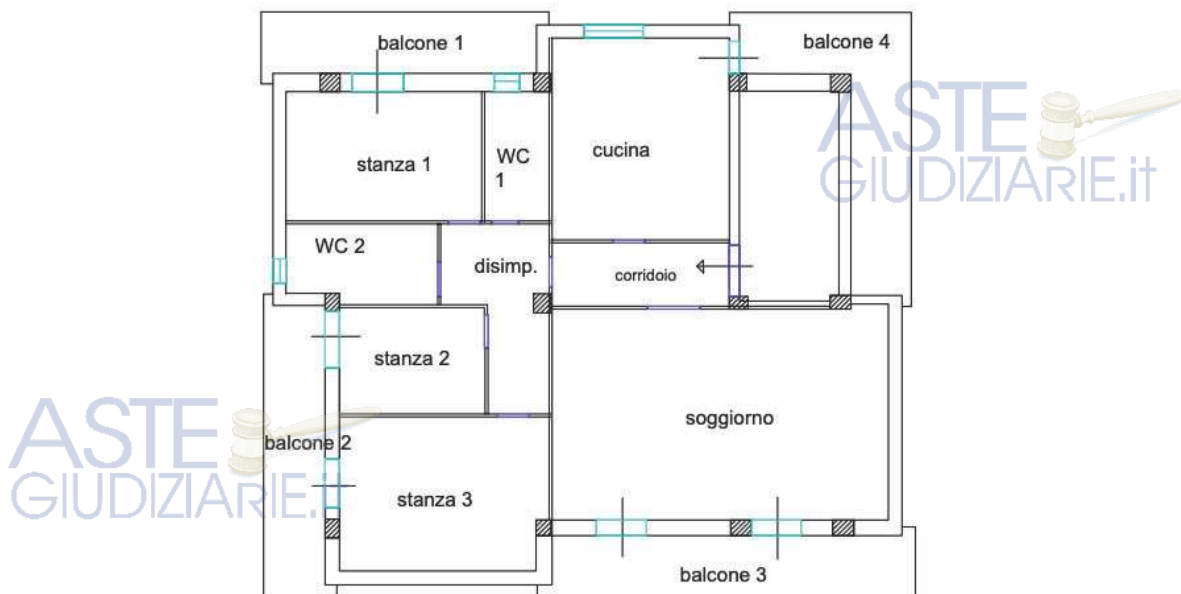 balcone 1
balcone 4
ASTE
GIUDIZIARIE.it
stanza 1
WC
1
cucina
WC 2
disimp.
corridoio
stanza 2
soggiorno
ASTE
GIUDIZIARIE.
balcone 2
stanza 3
balcone 3